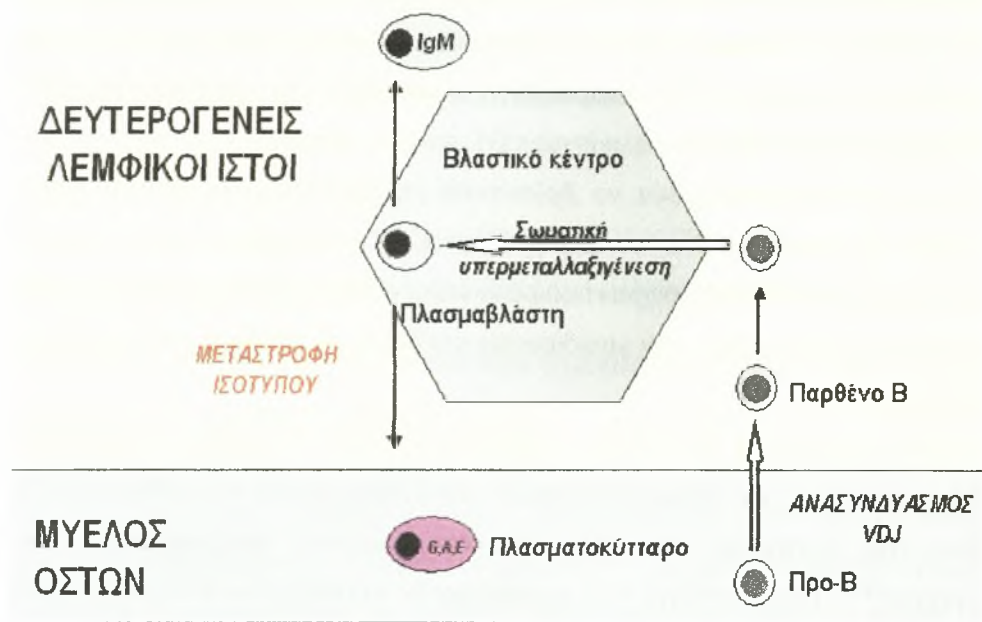 IgM
ΔΕΥΤΕΡΟΓΕΝΕΙΣ
ΛΕΜΦΙΚΟΙ ΙΣΤΟΙ
Βλαστικό κέντρο
Σωματική
υπερμεταλλαξιγένεση
Πλασμαβλάστη
ΜΕΤΑΣΤΡΟΦΗ
ΙΣΟΤΥΠΟΥ
Παρθένο Β
ΑΝΑΣΥΝΔΥΑΣΜΟΣ
VDJ
ΜΥΕΛΟΣ
ΟΣΤΩΝ
G,A,E
Πλασματοκύτταρο
Προ-Β